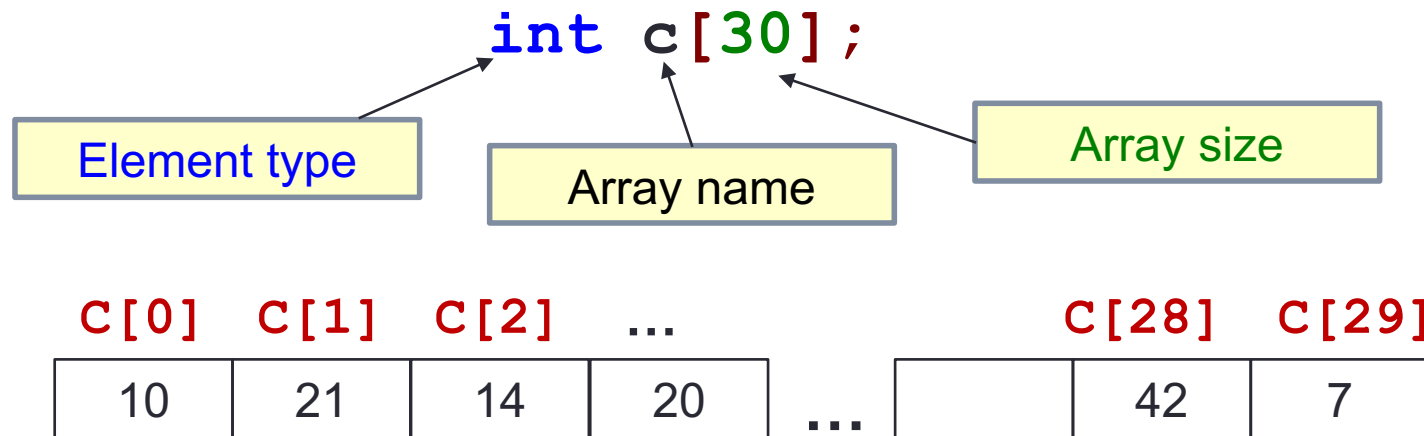 int c[30];
Element type
Array name
Array size
C[0] C[1] C[2] … C[28] C[29]
10 21 14 20 … 42 7